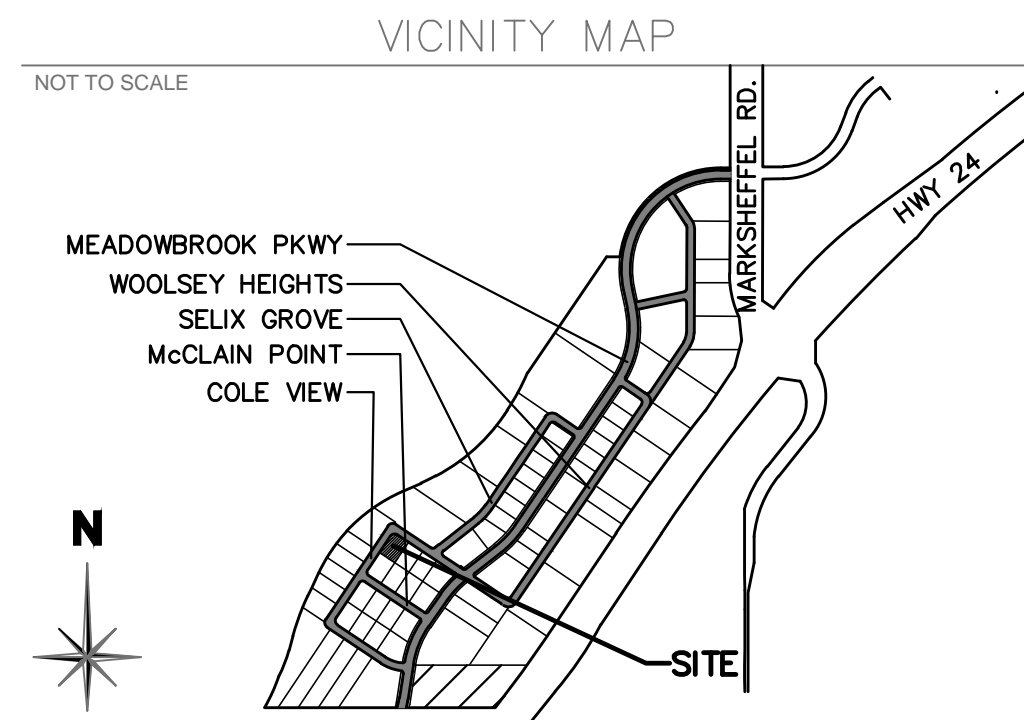 VICINITY MAP
NOT TO SCALE
MARKSHEFFEL RD.
HWY 24
MEADOWBROOK PKWY
WOOLSEY HEIGHTS
SELIX GROVE
McCLAIN POINT
COLE VIEW
N
SITE